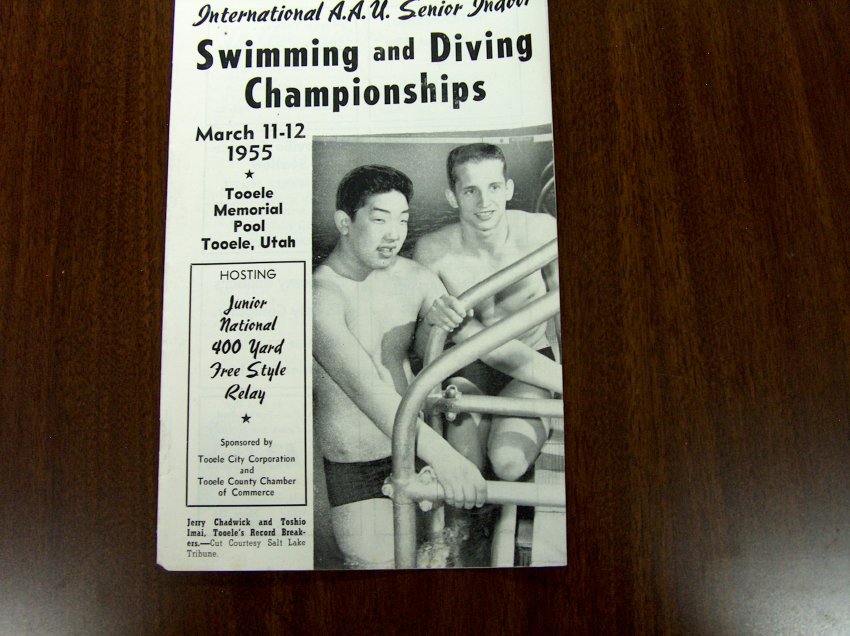 International A.A.U. Senior Indoor
Swimming and Diving
Championships
March 11-12
1955
★
Tooele
Memorial
Pool
Tooele, Utah
HOSTING
Junior
National
400 Yard
Free Style
Relay
★
Sponsored by
Tooele City Corporation
and
Tooele County Chamber
of Commerce
Jerry Chadwick and Toshio
Imai, Tooele's Record Break-
ers.—Cut Courtesy Salt Lake
Tribune.